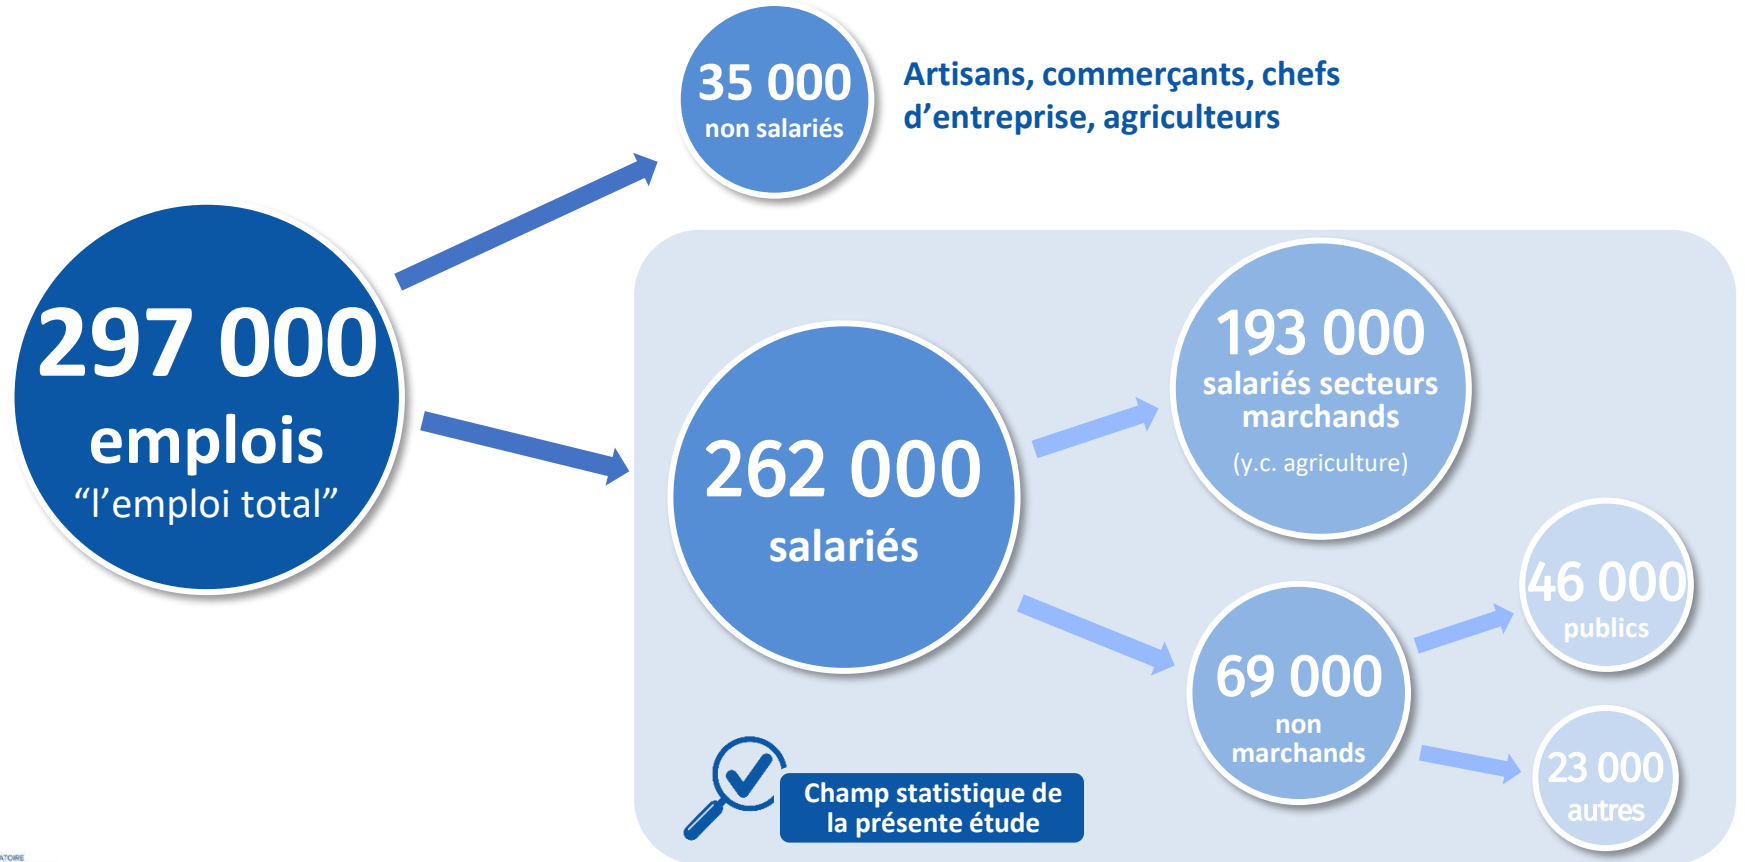 35 000
non salariés
Artisans, commerçants, chefs
d’entreprise, agriculteurs
297 000
emplois
“l’emploi total”
262 000
salariés
193 000
salariés secteurs
marchands
(y.c. agriculture)
69 000
non
marchands
46 000
publics
23 000
autres
Champ statistique de
la présente étude